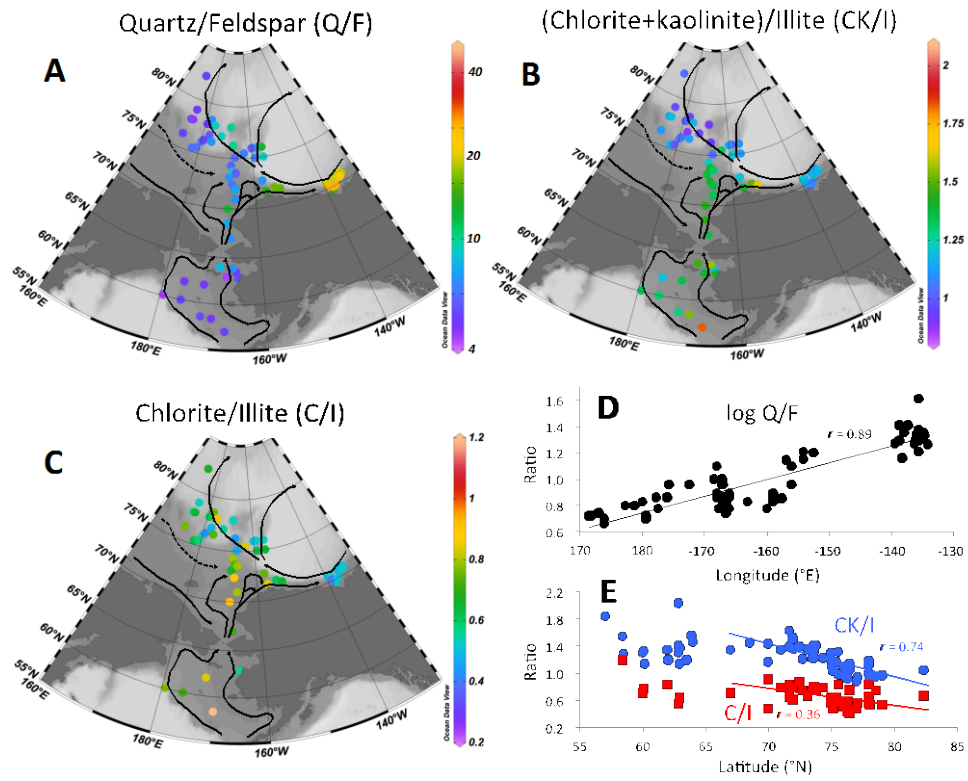 Quartz/Feldspar (Q/F)
A
80°N
75°N
70°N
65°N
60°N
55°N
160°E
180°E
160°W
140°W
40
20
10
4
Ocean Data View
(Chlorite+kaolinite)/Illite (CK/I)
B
80°N
75°N
70°N
65°N
60°N
55°N
160°E
180°E
160°W
140°W
2
1.75
1.5
1.25
1
Ocean Data View
Chlorite/Illite (C/I)
C
80°N
75°N
70°N
65°N
60°N
55°N
160°E
180°E
160°W
140°W
1.2
1
0.8
0.6
0.4
0.2
Ocean Data View
D
log Q/F
r = 0.89
Ratio
1.6
1.4
1.2
1.0
0.8
0.6
170 -180 -170 -160 -150 -140 -130
Longitude (°E)
E
CK/I
r = 0.74
C/I
r = 0.36
Ratio
2.2
1.8
1.4
1.0
0.6
0.2
55 60 65 70 75 80 85
Latitude (°N)